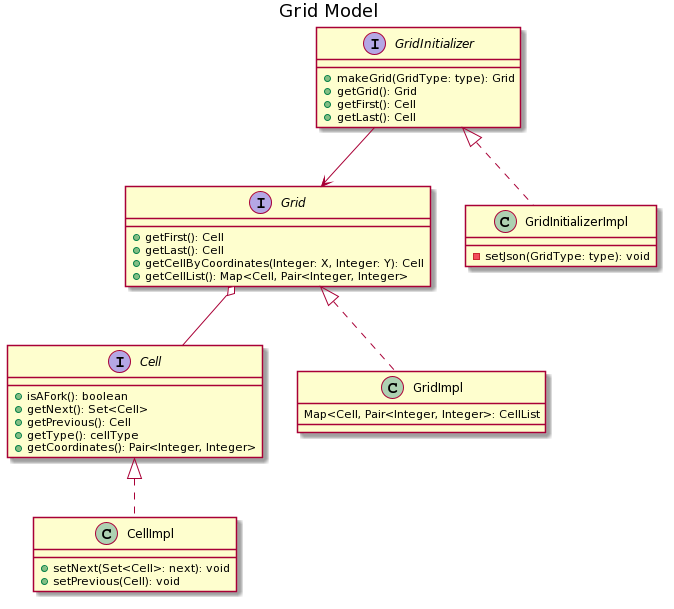 Grid Model
I GridInitializer
makeGrid(GridType: type): Grid
getGrid(): Grid
getFirst(): Cell
getLast(): Cell
I Grid
getFirst(): Cell
getLast(): Cell
getCellByCoordinates(Integer: X, Integer: Y): Cell
getCellList(): Map<Cell, Pair<Integer, Integer>
C GridInitializerImpl
setJson(GridType: type): void
I Cell
isAFork(): boolean
getNext(): Set<Cell>
getPrevious(): Cell
getType(): cellType
getCoordinates(): Pair<Integer, Integer>
C GridImpl
Map<Cell, Pair<Integer, Integer>: CellList
C CellImpl
setNext(Set<Cell>: next): void
setPrevious(Cell): void